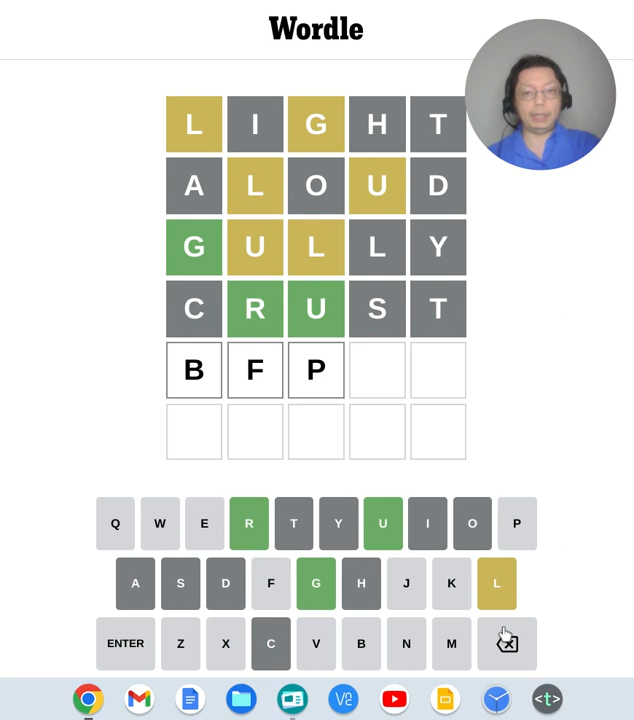 Wordle
L I G H T
A L O U D
G U L L Y
C R U S T
B F P
Q W E R T Y U I O P
A S D F G H J K L
ENTER Z X C V B N M